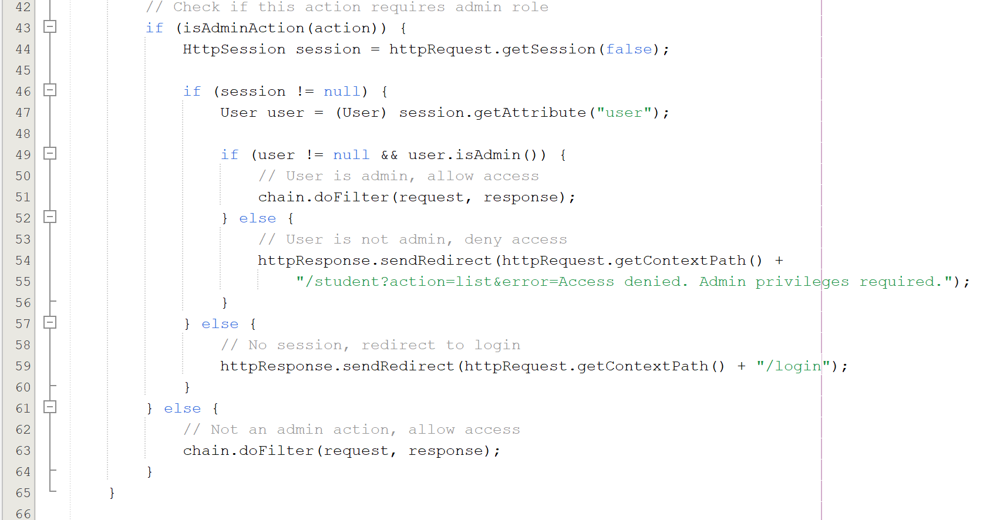 42 // Check if this action requires admin role
43 if (isAdminAction(action)) {
44 HttpSession session = httpRequest.getSession(false);
45
46 if (session != null) {
47 User user = (User) session.getAttribute("user");
48
49 if (user != null && user.isAdmin()) {
50 // User is admin, allow access
51 chain.doFilter(request, response);
52 } else {
53 // User is not admin, deny access
54 httpResponse.sendRedirect(httpRequest.getContextPath() +
55 "/student?action=list&error=Access denied. Admin privileges required.");
56 }
57 } else {
58 // No session, redirect to login
59 httpResponse.sendRedirect(httpRequest.getContextPath() + "/login");
60 }
61 } else {
62 // Not an admin action, allow access
63 chain.doFilter(request, response);
64 }
65 }
66